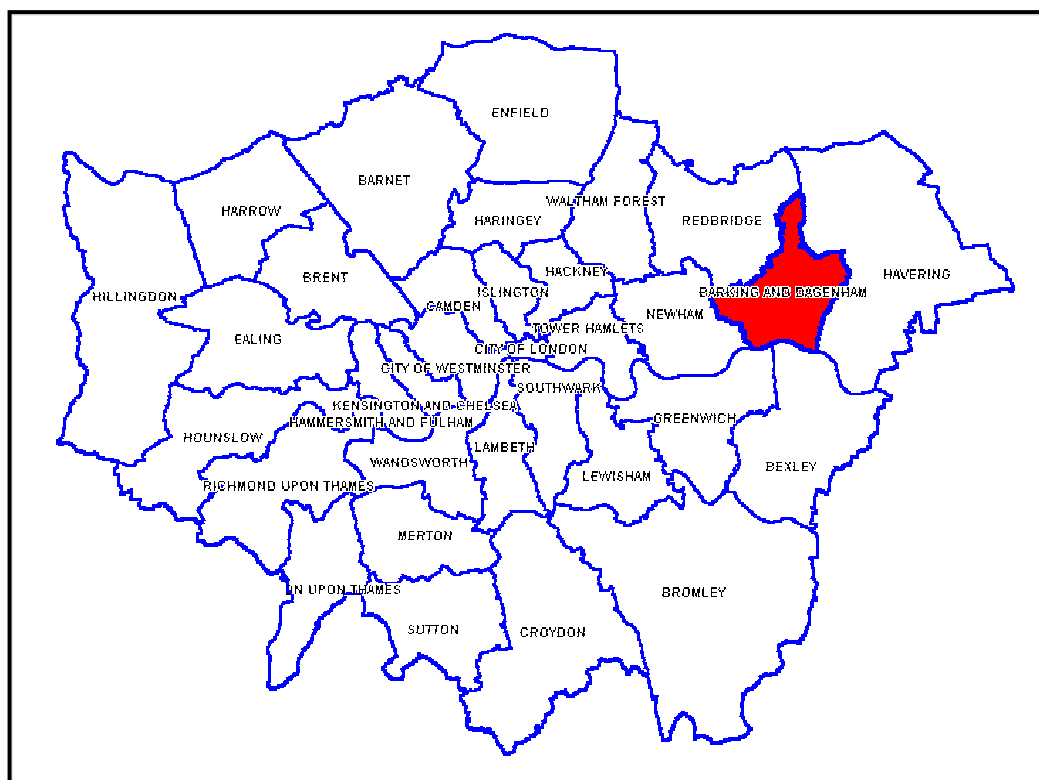 ENFIELD
BARNET
WALTHAM FOREST
HARROW
HARINGEY
REDBRIDGE
HACKNEY
HAVERING
BRENT
ISLINGTON
BARKING AND DAGENHAM
HILLINGDON
CAMDEN
NEWHAM
TOWER HAMLETS
EALING
CITY OF LONDON
CITY OF WESTMINSTER
SOUTHWARK
KENSINGTON AND CHELSEA
GREENWICH
HAMMERSMITH AND FULHAM
HOUNSLOW
LAMBETH
WANDSWORTH
BEXLEY
LEWISHAM
RICHMOND UPON THAMES
MERTON
N UPON THAMES
BROMLEY
SUTTON
CROYDON